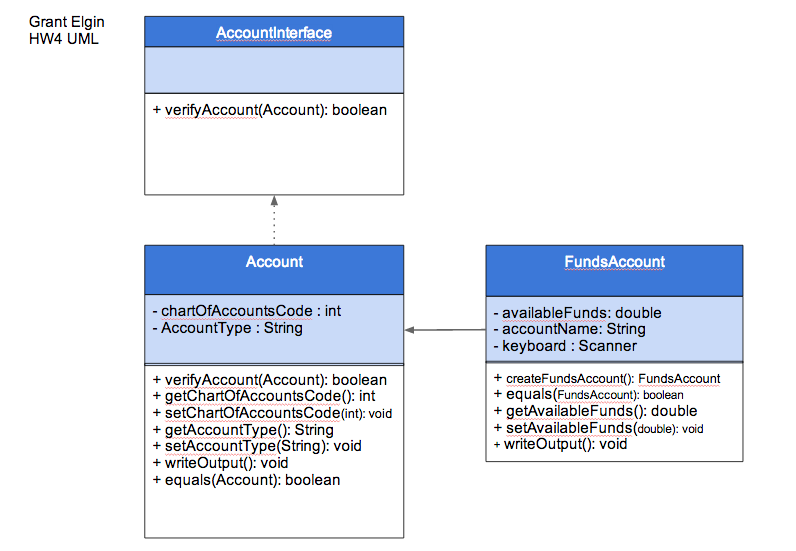 Grant Elgin
HW4 UML
AccountInterface
+ verifyAccount(Account): boolean
Account
- chartOfAccountsCode : int
- AccountType : String
+ verifyAccount(Account): boolean
+ getChartOfAccountsCode(): int
+ setChartOfAccountsCode(int): void
+ getAccountType(): String
+ setAccountType(String): void
+ writeOutput(): void
+ equals(Account): boolean
FundsAccount
- availableFunds: double
- accountName: String
- keyboard : Scanner
+ createFundsAccount(): FundsAccount
+ equals(FundsAccount): boolean
+ getAvailableFunds(): double
+ setAvailableFunds(double): void
+ writeOutput(): void